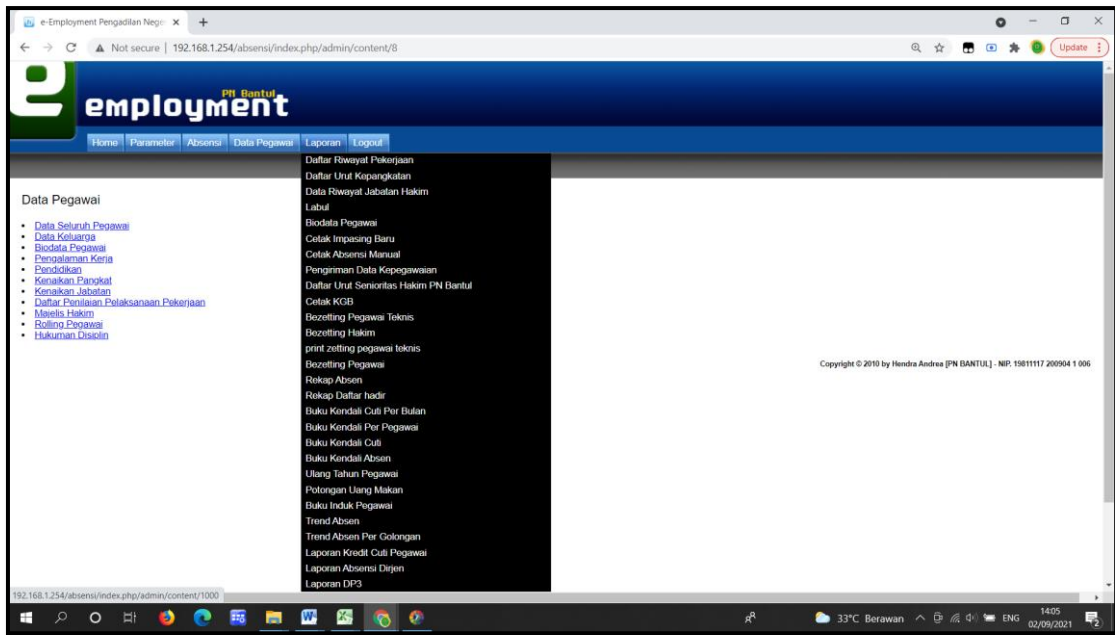 e-Employment Pengadilan Nege
Not secure | 192.168.1.254/absensi/index.php/admin/content/8
Update
e
PN Bantul
employment
Home Parameter Absensi Data Pegawai Laporan Logout
Daftar Riwayat Pekerjaan
Daftar Urut Kepangkatan
Data Riwayat Jabatan Hakim
Labul
Biodata Pegawai
Cetak Impasing Baru
Cetak Absensi Manual
Pengiriman Data Kepegawaian
Daftar Urut Senioritas Hakim PN Bantul
Cetak KGB
Bezetting Pegawai Teknis
Bezetting Hakim
print zetting pegawai teknis
Bezetting Pegawai
Rekap Absen
Rekap Daftar hadir
Buku Kendali Cuti Per Bulan
Buku Kendali Per Pegawai
Buku Kendali Cuti
Buku Kendali Absen
Ulang Tahun Pegawai
Potongan Uang Makan
Buku Induk Pegawai
Trend Absen
Trend Absen Per Golongan
Laporan Kredit Cuti Pegawai
Laporan Absensi Dirjen
Laporan DP3
Data Pegawai
Data Seluruh Pegawai
Data Keluarga
Biodata Pegawai
Pengalaman Kerja
Pendidikan
Kenaikan Pangkat
Kenaikan Jabatan
Daftar Penilaian Pelaksanaan Pekerjaan
Majelis Hakim
Rolling Pegawai
Hukuman Disiplin
Copyright © 2010 by Hendra Andrea [PN BANTUL] - NIP. 19811117 200904 1 006
192.168.1.254/absensi/index.php/admin/content/1000
33°C Berawan
ENG
14:05
02/09/2021